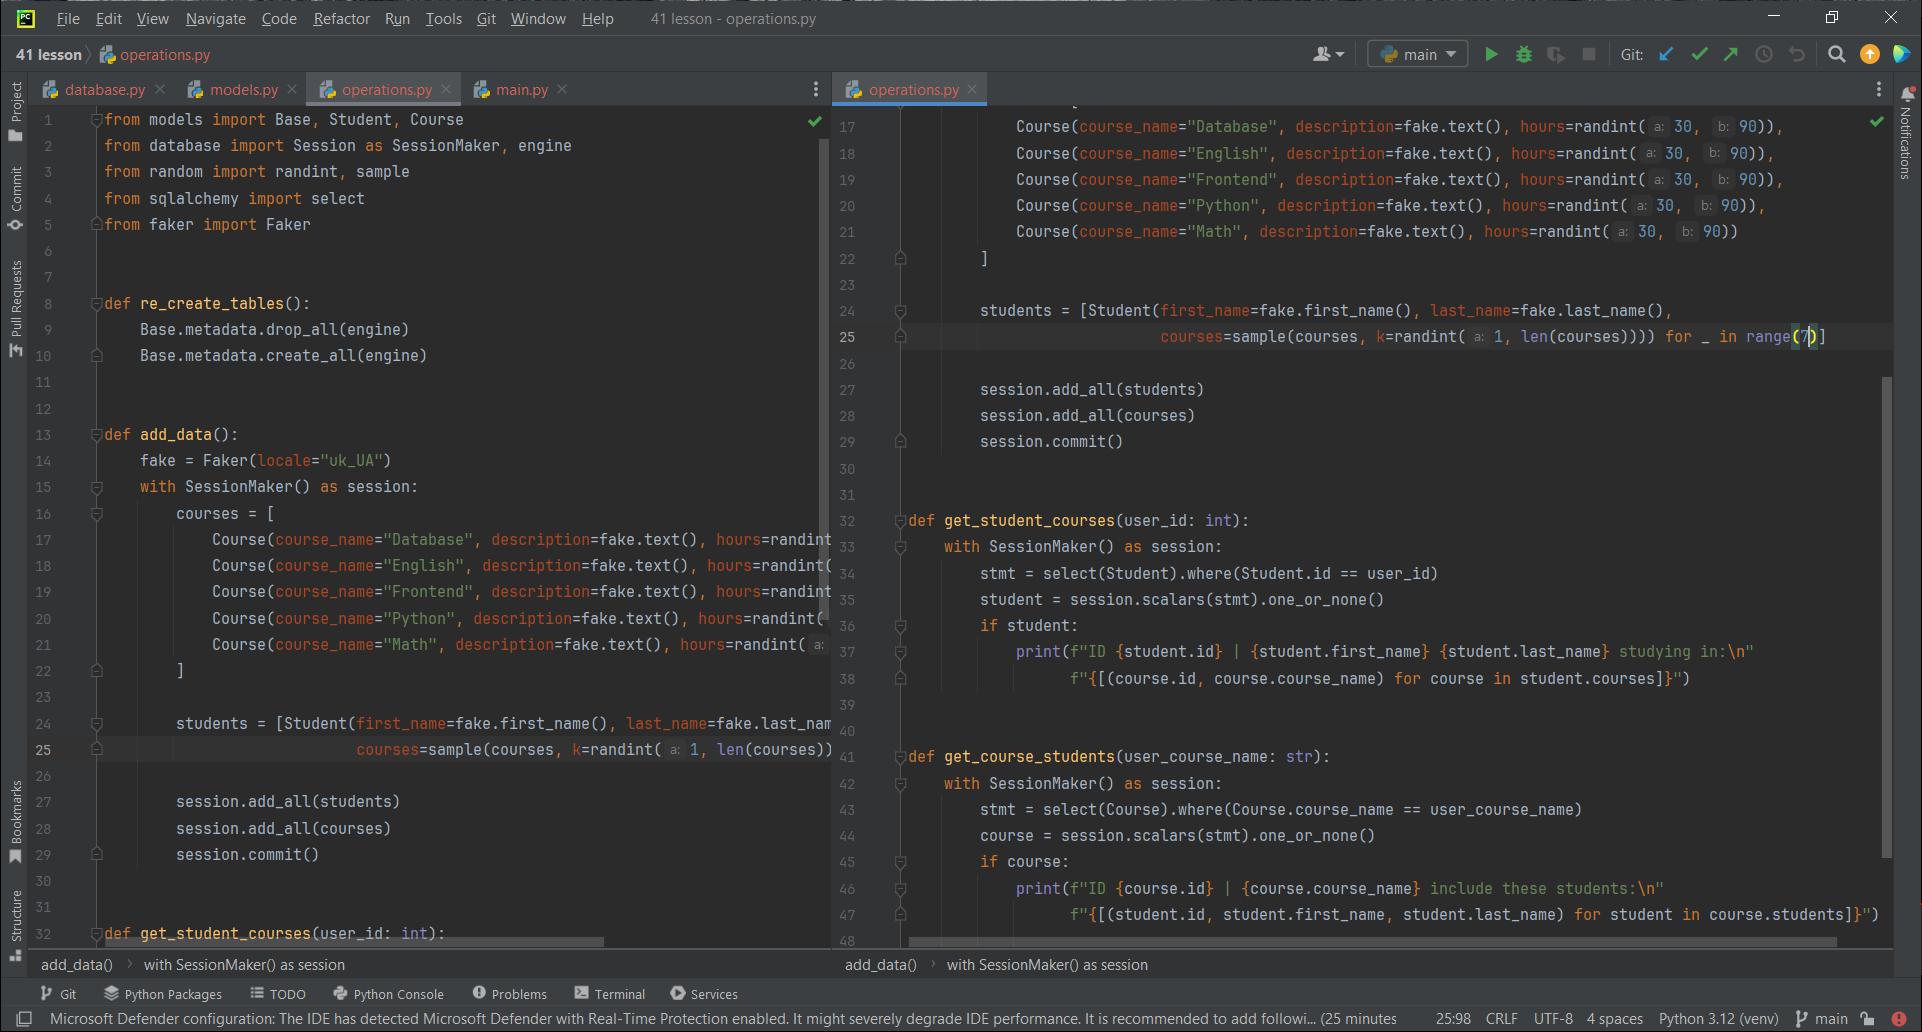 File Edit View Navigate Code Refactor Run Tools Git Window Help 41 lesson - operations.py
41 lesson operations.py main Git:
database.py models.py operations.py main.py
1 from models import Base, Student, Course
2 from database import Session as SessionMaker, engine
3 from random import randint, sample
4 from sqlalchemy import select
5 from faker import Faker
6
7
8 def re_create_tables():
9 Base.metadata.drop_all(engine)
10 Base.metadata.create_all(engine)
11
12
13 def add_data():
14 fake = Faker(locale="uk_UA")
15 with SessionMaker() as session:
16 courses = [
17 Course(course_name="Database", description=fake.text(), hours=randint
18 Course(course_name="English", description=fake.text(), hours=randint(
19 Course(course_name="Frontend", description=fake.text(), hours=randint
20 Course(course_name="Python", description=fake.text(), hours=randint(
21 Course(course_name="Math", description=fake.text(), hours=randint( a:
22 ]
23
24 students = [Student(first_name=fake.first_name(), last_name=fake.last_nam
25 courses=sample(courses, k=randint( a: 1, len(courses))
26
27 session.add_all(students)
28 session.add_all(courses)
29 session.commit()
30
31
32 def get_student_courses(user_id: int):
add_data() with SessionMaker() as session
operations.py
17 Course(course_name="Database", description=fake.text(), hours=randint( a: 30, b: 90)),
18 Course(course_name="English", description=fake.text(), hours=randint( a: 30, b: 90)),
19 Course(course_name="Frontend", description=fake.text(), hours=randint( a: 30, b: 90)),
20 Course(course_name="Python", description=fake.text(), hours=randint( a: 30, b: 90)),
21 Course(course_name="Math", description=fake.text(), hours=randint( a: 30, b: 90))
22 ]
23
24 students = [Student(first_name=fake.first_name(), last_name=fake.last_name(),
25 courses=sample(courses, k=randint( a: 1, len(courses)))) for _ in range(7)]
26
27 session.add_all(students)
28 session.add_all(courses)
29 session.commit()
30
31
32 def get_student_courses(user_id: int):
33 with SessionMaker() as session:
34 stmt = select(Student).where(Student.id == user_id)
35 student = session.scalars(stmt).one_or_none()
36 if student:
37 print(f"ID {student.id} | {student.first_name} {student.last_name} studying in:\n"
38 f"{[(course.id, course.course_name) for course in student.courses]}")
39
40
41 def get_course_students(user_course_name: str):
42 with SessionMaker() as session:
43 stmt = select(Course).where(Course.course_name == user_course_name)
44 course = session.scalars(stmt).one_or_none()
45 if course:
46 print(f"ID {course.id} | {course.course_name} include these students:\n"
47 f"{[(student.id, student.first_name, student.last_name) for student in course.students]}")
48
add_data() with SessionMaker() as session
Project
Commit
Pull Requests
Bookmarks
Structure
Notifications
Git Python Packages TODO Python Console Problems Terminal Services
Microsoft Defender configuration: The IDE has detected Microsoft Defender with Real-Time Protection enabled. It might severely degrade IDE performance. It is recommended to add followi... (25 minutes 25:98 CRLF UTF-8 4 spaces Python 3.12 (venv) main